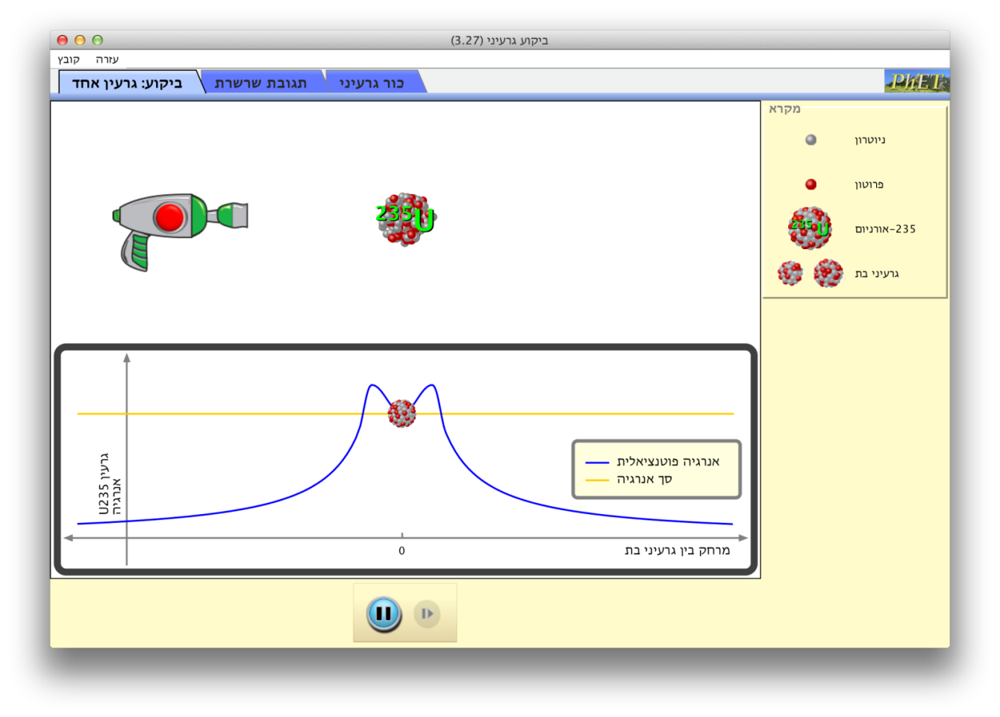 ביקוע גרעיני (3.27)
קובץ עזרה
ביקוע: גרעין אחד
תגובת שרשרת
כור גרעיני
PhET
מקרא
ניוטרון
פרוטון
235U
235-אורניום
גרעיני בת
235U
גרעין U235
אנרגיה
אנרגיה פוטנציאלית
סך אנרגיה
0
מרחק בין גרעיני בת